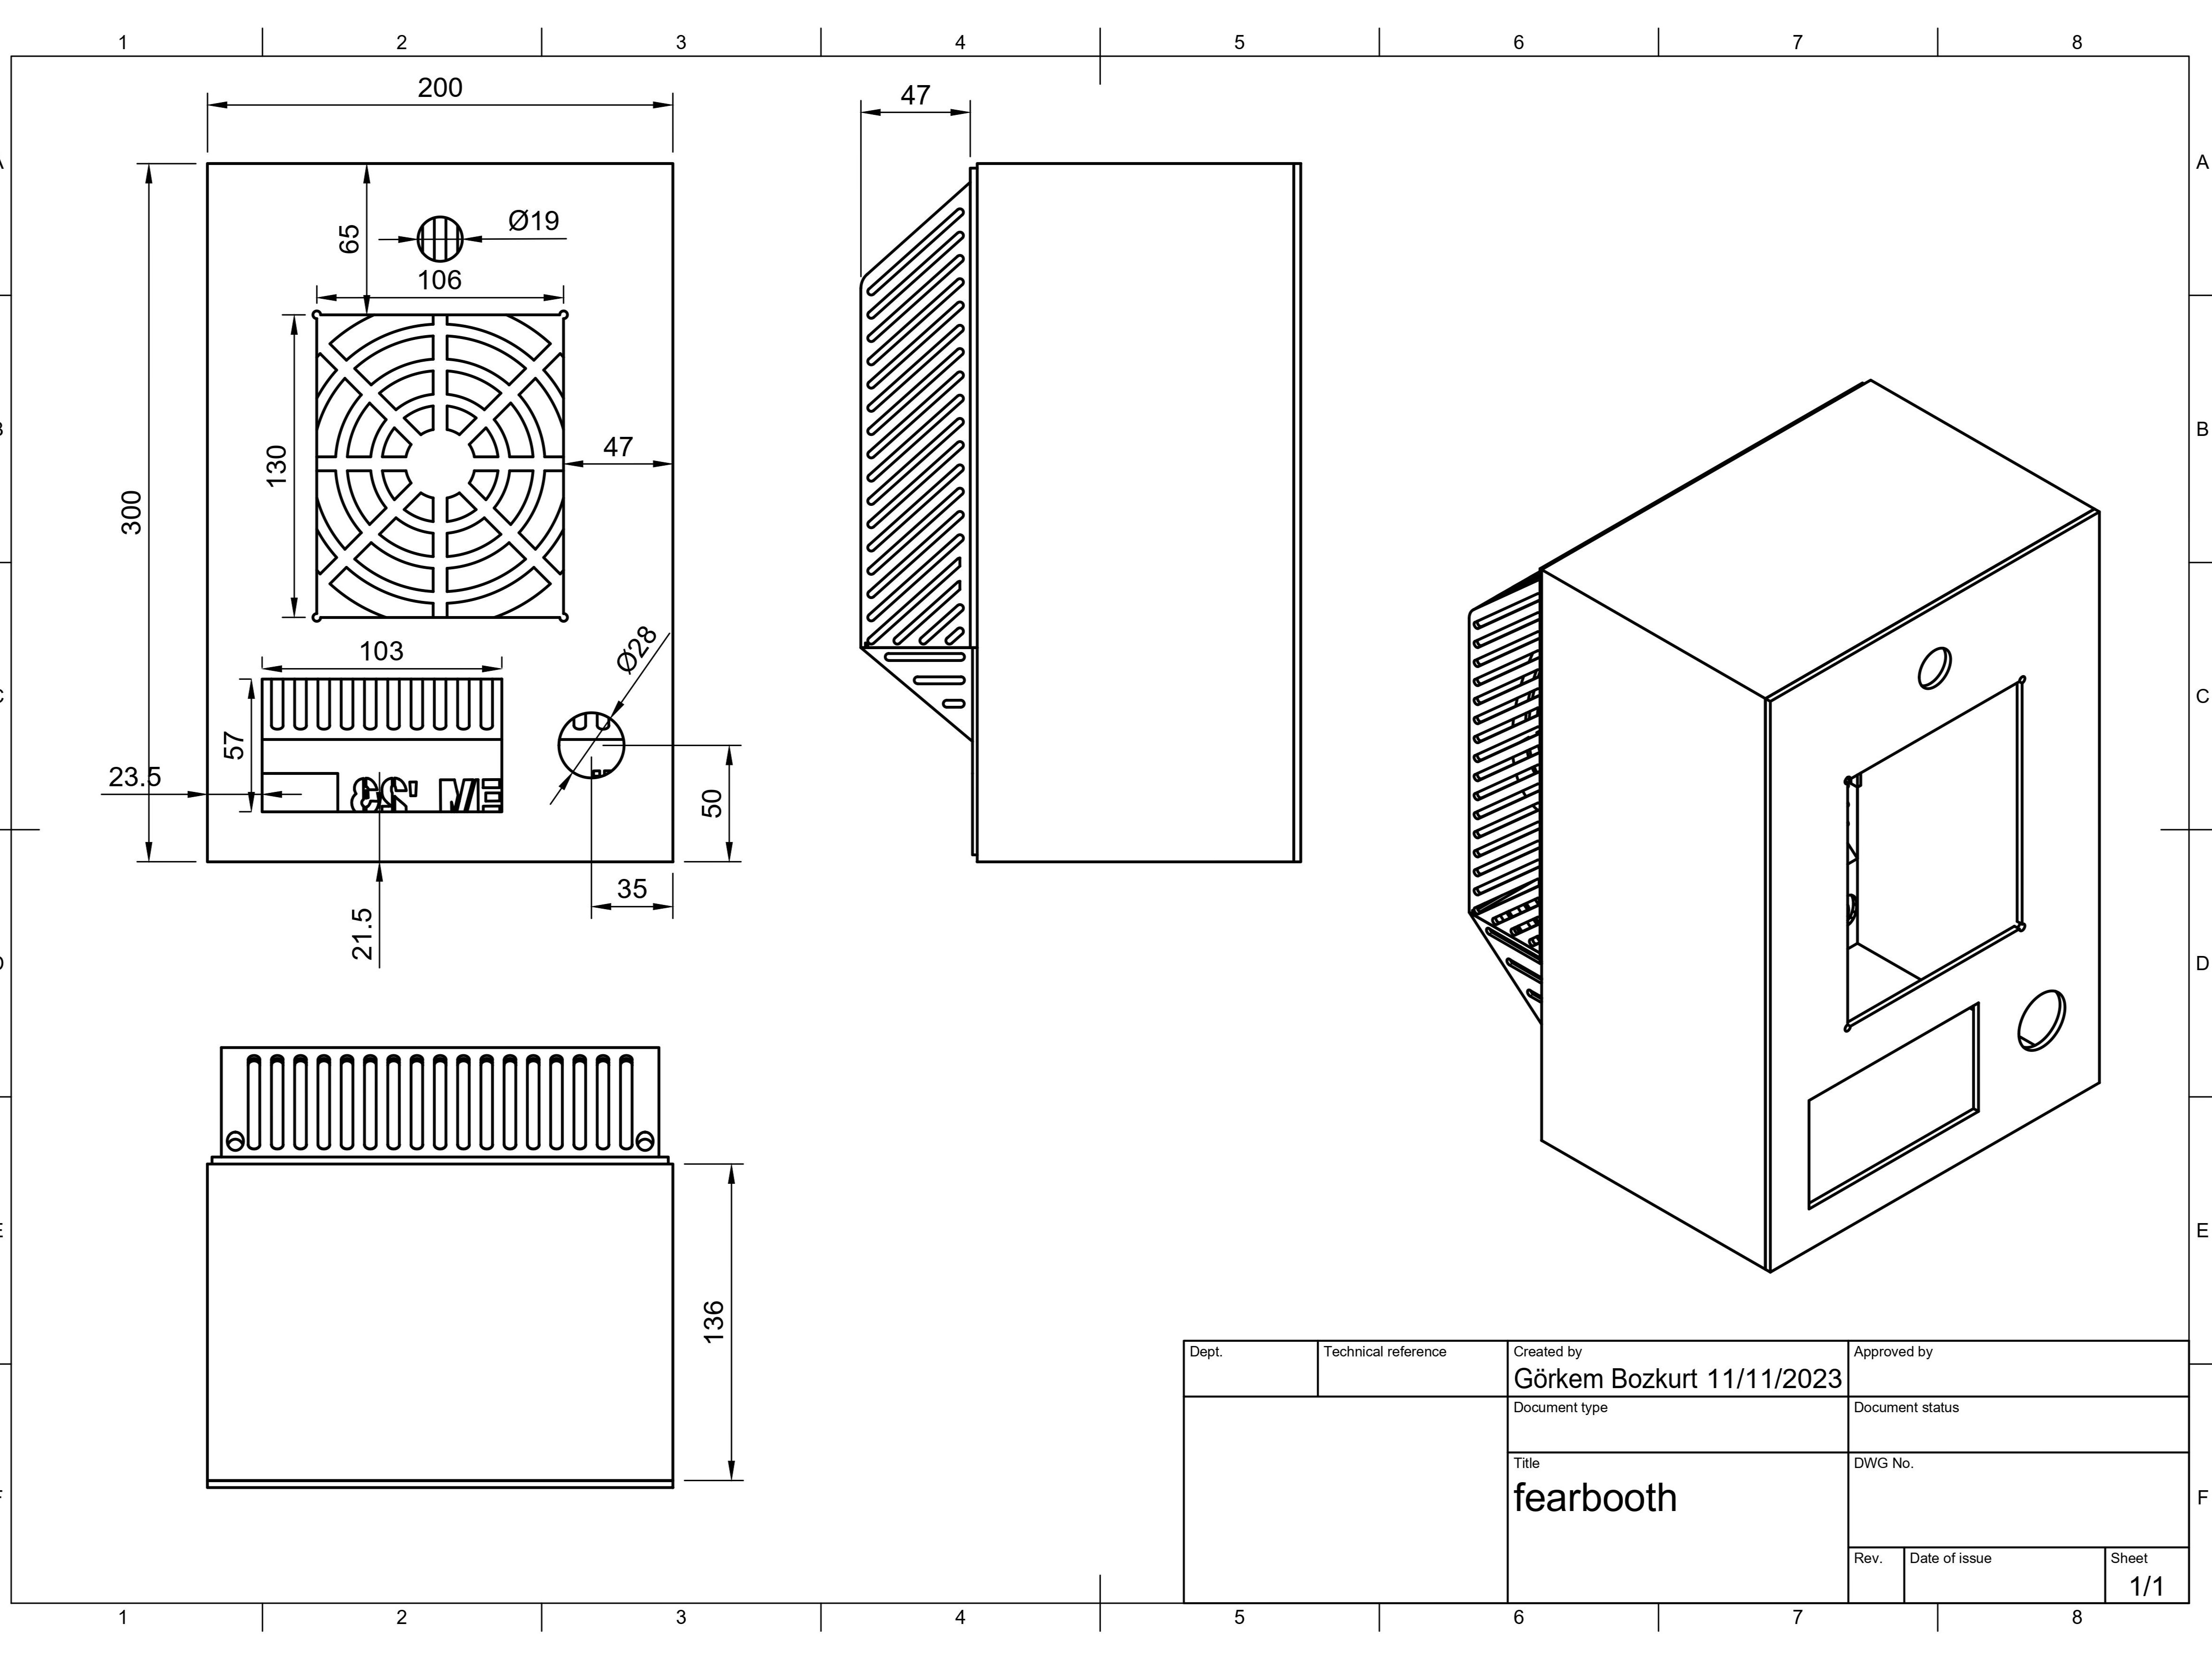 1 2 3 4 5 6 7 8
200
47
A A
Ø19
65
106
B B
47
130
300
Ø28
103
C C
57
23.5
EW '23
50
35
21.5
D D
E E
136
Dept. Technical reference Created by Approved by
Görkem Bozkurt 11/11/2023
Document type Document status
Title DWG No.
fearbooth
F F
Rev. Date of issue Sheet
1/1
1 2 3 4 5 6 7 8